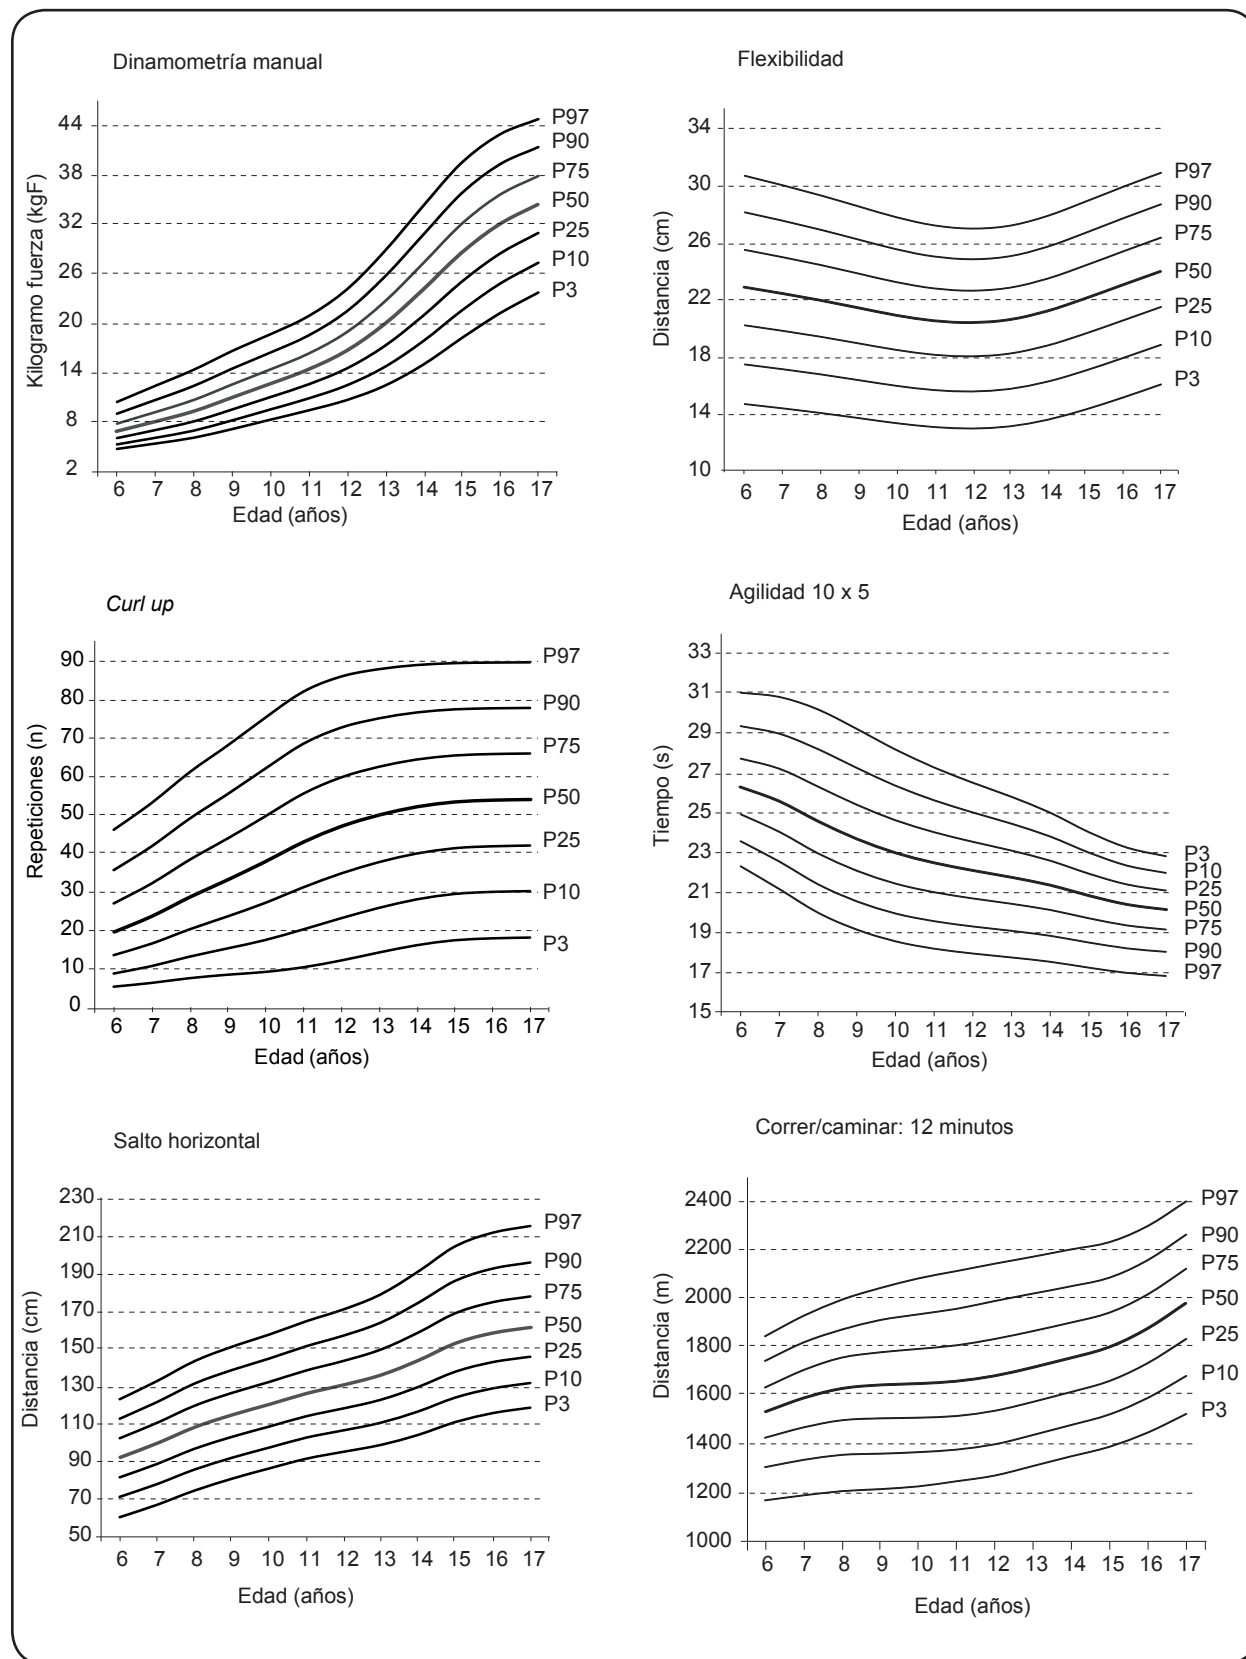 Dinamometría manual
Kilogramo fuerza (kgF)
44
38
32
26
20
14
8
2
6 7 8 9 10 11 12 13 14 15 16 17
Edad (años)
P97
P90
P75
P50
P25
P10
P3
Flexibilidad
Distancia (cm)
34
30
26
22
18
14
10
6 7 8 9 10 11 12 13 14 15 16 17
Edad (años)
P97
P90
P75
P50
P25
P10
P3
Curl up
Repeticiones (n)
90
80
70
60
50
40
30
20
10
0
6 7 8 9 10 11 12 13 14 15 16 17
Edad (años)
P97
P90
P75
P50
P25
P10
P3
Agilidad 10 x 5
Tiempo (s)
33
31
29
27
25
23
21
19
17
15
6 7 8 9 10 11 12 13 14 15 16 17
Edad (años)
P3
P10
P25
P50
P75
P90
P97
Salto horizontal
Distancia (cm)
230
210
190
170
150
130
110
90
70
50
6 7 8 9 10 11 12 13 14 15 16 17
Edad (años)
P97
P90
P75
P50
P25
P10
P3
Correr/caminar: 12 minutos
Distancia (m)
2400
2200
2000
1800
1600
1400
1200
1000
6 7 8 9 10 11 12 13 14 15 16 17
Edad (años)
P97
P90
P75
P50
P25
P10
P3